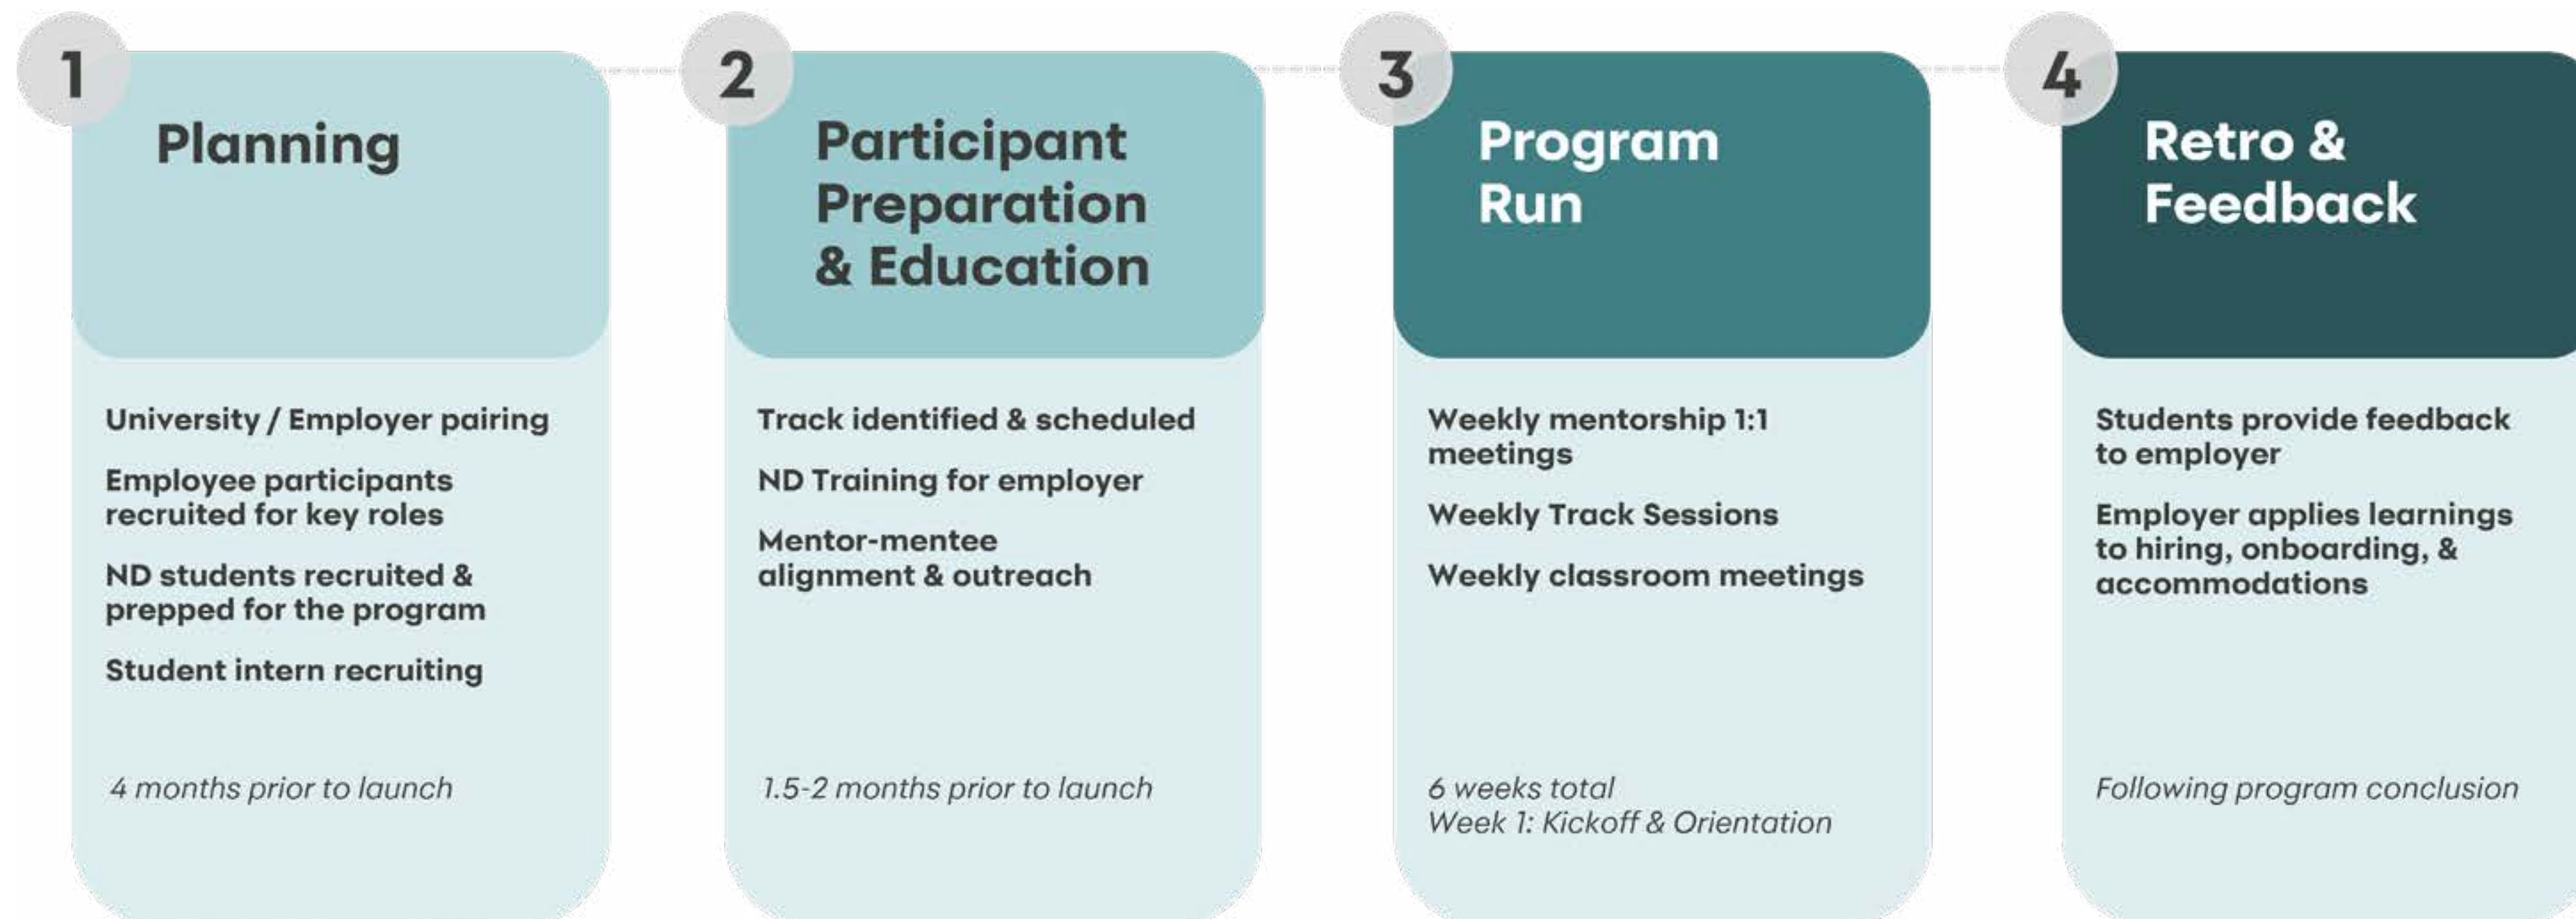 1
Planning
University / Employer pairing
Employee participants
recruited for key roles
ND students recruited &
prepped for the program
Student intern recruiting
4 months prior to launch
2
Participant
Preparation
& Education
Track identified & scheduled
ND Training for employer
Mentor-mentee
alignment & outreach
1.5-2 months prior to launch
3
Program
Run
Weekly mentorship 1:1
meetings
Weekly Track Sessions
Weekly classroom meetings
6 weeks total
Week 1: Kickoff & Orientation
4
Retro &
Feedback
Students provide feedback
to employer
Employer applies learnings
to hiring, onboarding, &
accommodations
Following program conclusion